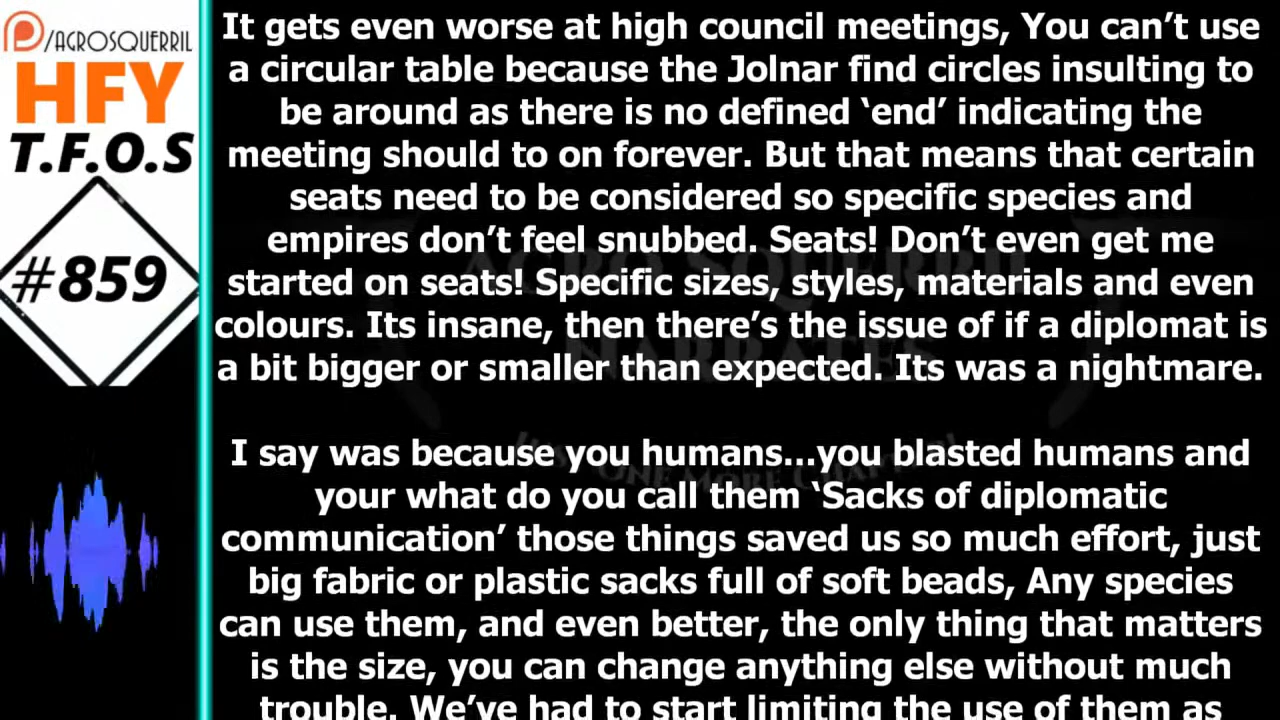 P/AGROSQUERRIL
HFY
T.F.O.S
#859
It gets even worse at high council meetings, You can’t use
a circular table because the Jolnar find circles insulting to
be around as there is no defined ‘end’ indicating the
meeting should to on forever. But that means that certain
seats need to be considered so specific species and
empires don’t feel snubbed. Seats! Don’t even get me
started on seats! Specific sizes, styles, materials and even
colours. Its insane, then there’s the issue of if a diplomat is
a bit bigger or smaller than expected. Its was a nightmare.
I say was because you humans...you blasted humans and
your what do you call them ‘Sacks of diplomatic
communication’ those things saved us so much effort, just
big fabric or plastic sacks full of soft beads, Any species
can use them, and even better, the only thing that matters
is the size, you can change anything else without much
trouble. We’ve had to start limiting the use of them as